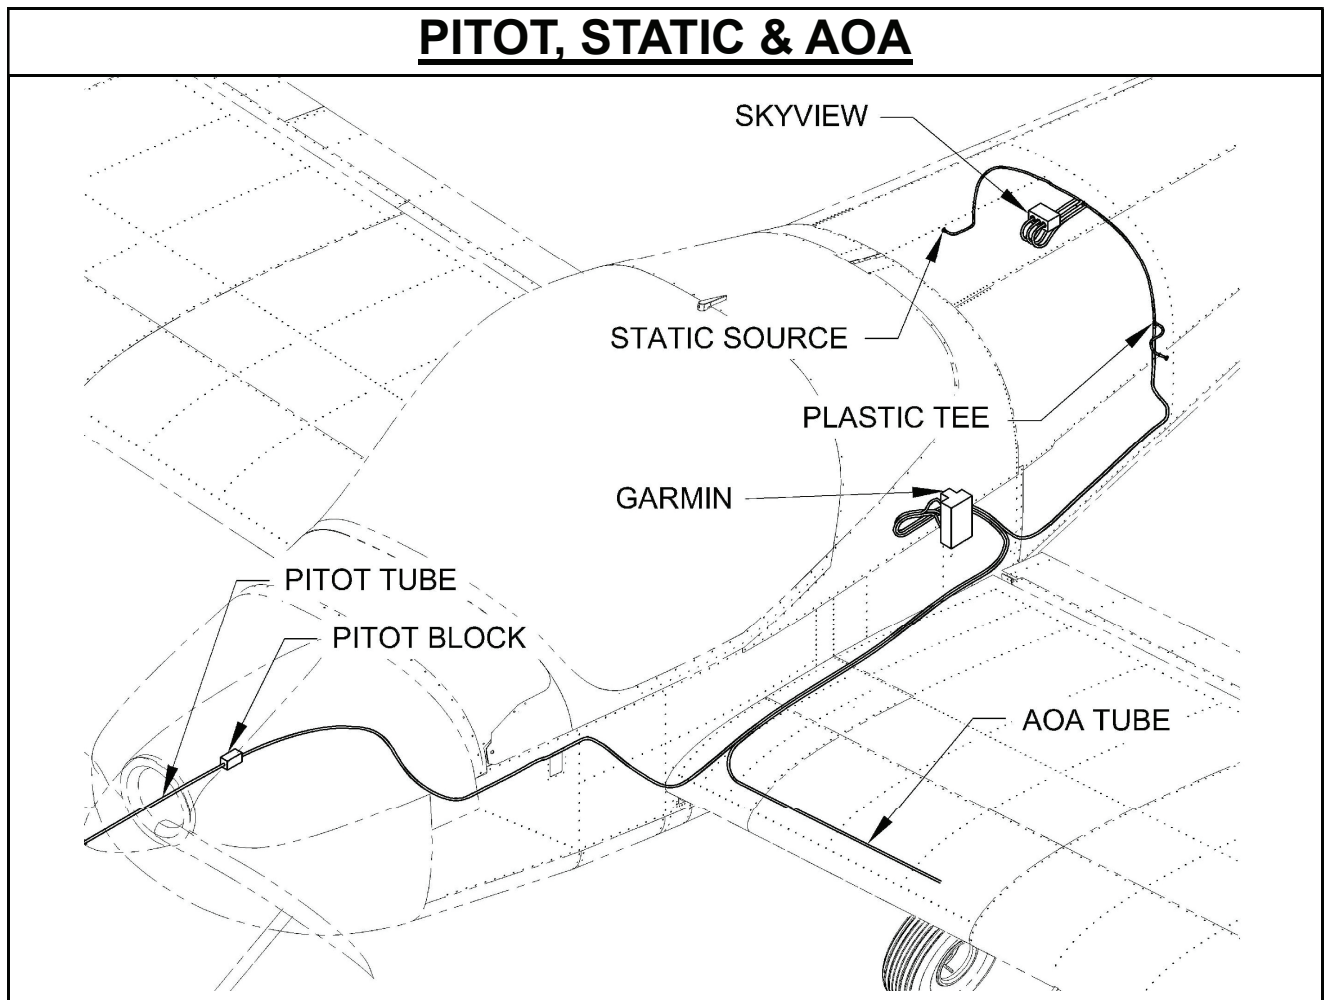 PITOT, STATIC & AOA
SKYVIEW
STATIC SOURCE
PLASTIC TEE
GARMIN
PITOT TUBE
PITOT BLOCK
AOA TUBE